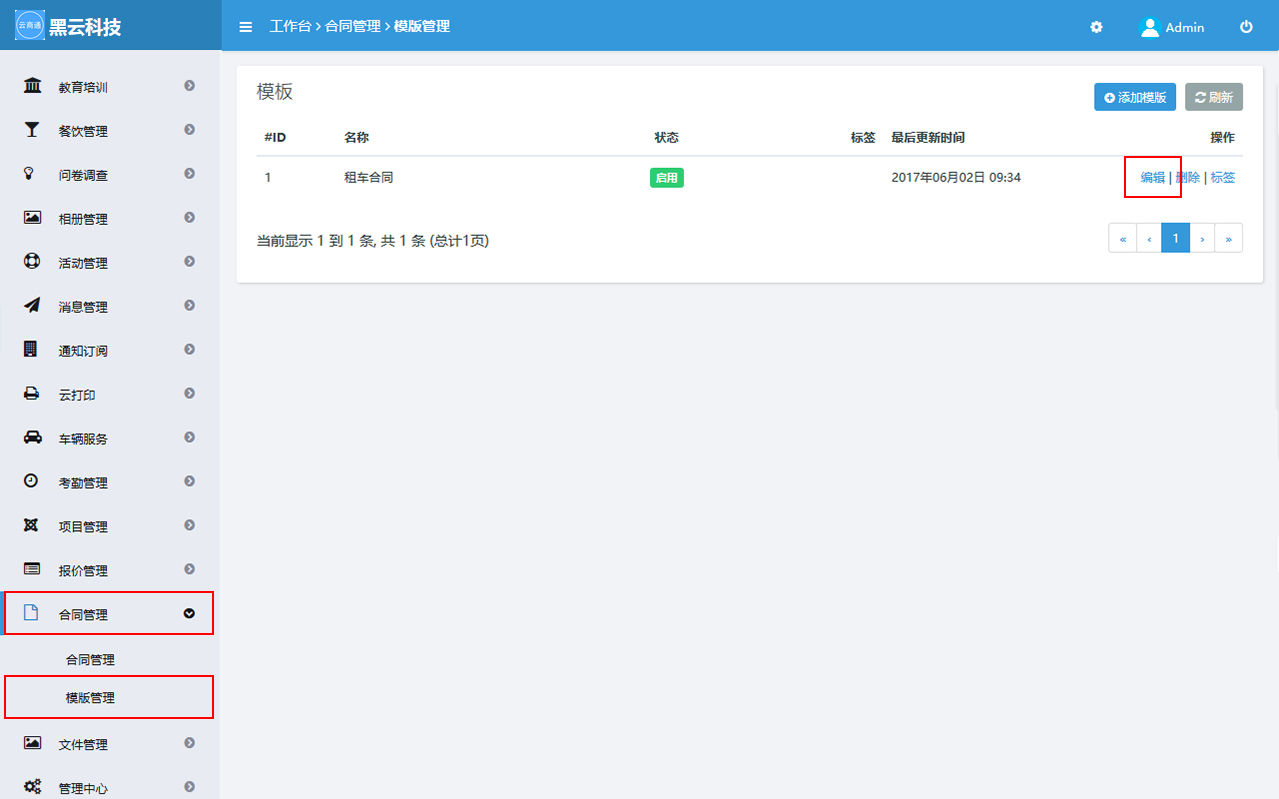 云商通 黑云科技
工作台 › 合同管理 › 模版管理
Admin
教育培训
餐饮管理
问卷调查
相册管理
活动管理
消息管理
通知订阅
云打印
车辆服务
考勤管理
项目管理
报价管理
合同管理
合同管理
模版管理
文件管理
管理中心
模板
添加模版 刷新
#ID 名称 状态 标签 最后更新时间 操作
1 租车合同 启用 2017年06月02日 09:34 编辑 | 删除 | 标签
当前显示 1 到 1 条, 共 1 条 (总计1页)
« ‹ 1 › »